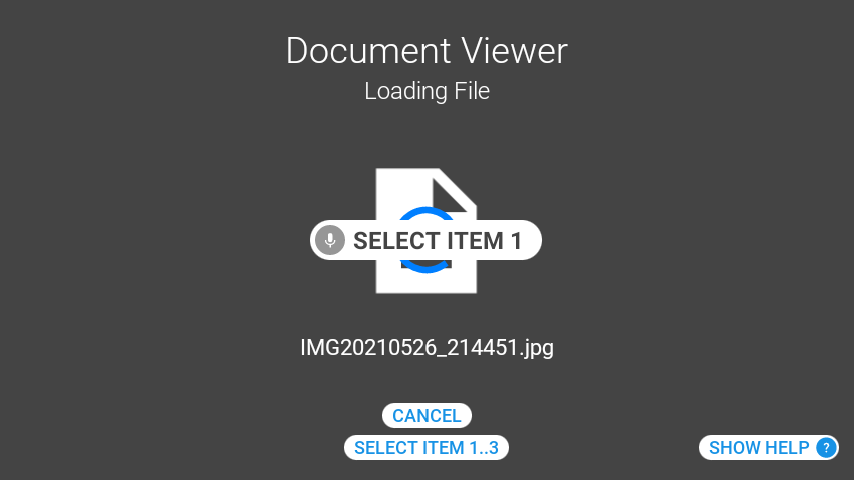 Document Viewer
Loading File
SELECT ITEM 1
IMG20210526_214451.jpg
CANCEL
SELECT ITEM 1..3
SHOW HELP ?